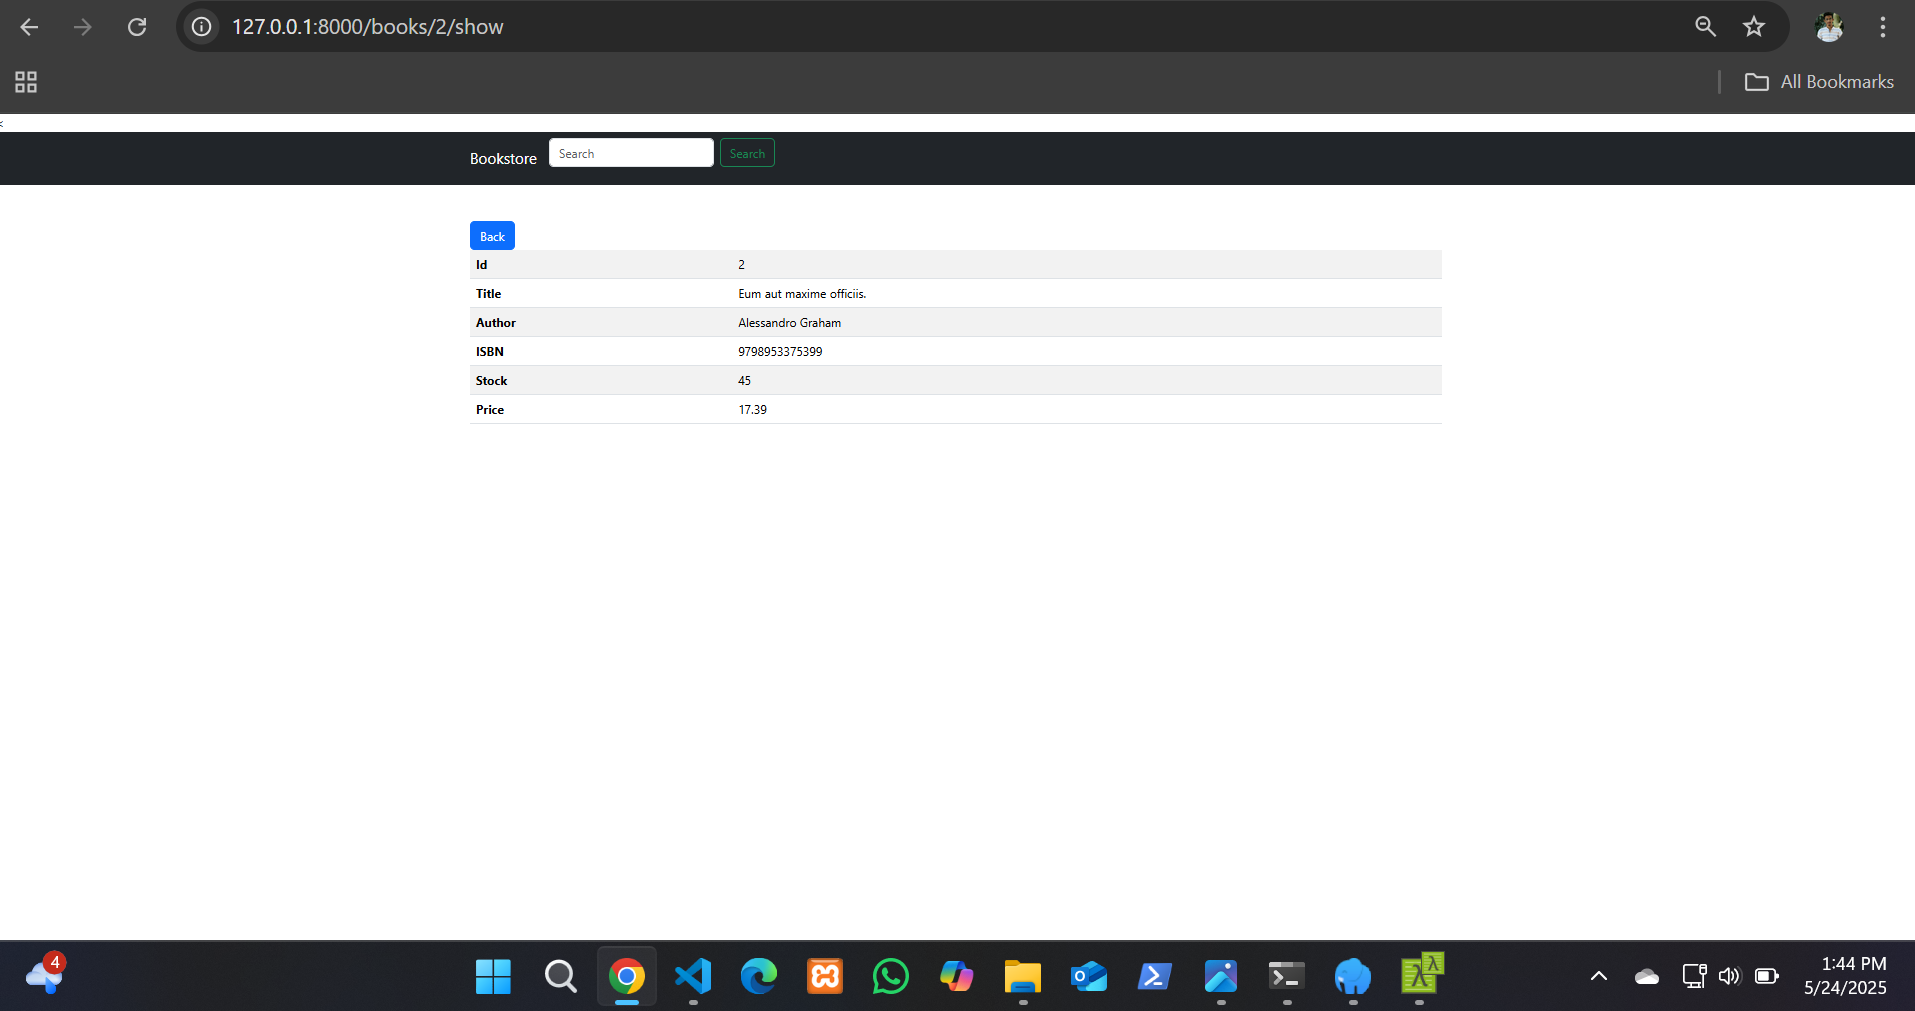 127.0.0.1:8000/books/2/show
All Bookmarks
<
Bookstore Search Search
Back
Id 2
Title Eum aut maxime officiis.
Author Alessandro Graham
ISBN 9798953375399
Stock 45
Price 17.39
4
1:44 PM
5/24/2025